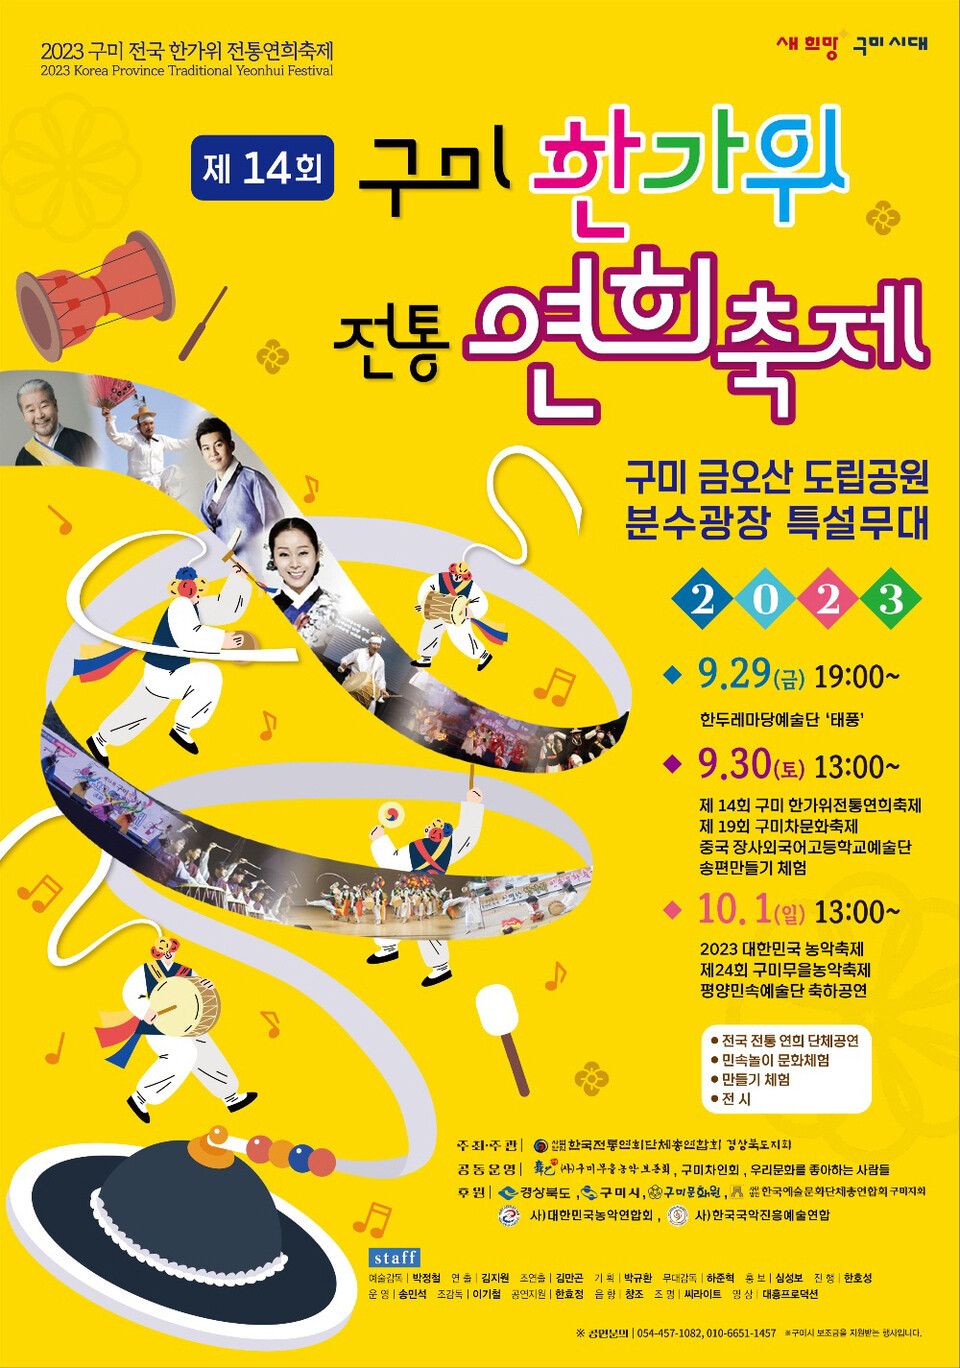 2023 구미 전국 한가위 전통연희축제
2023 Korea Province Traditional Yeonhui Festival
새 희망 구미 시대
제 14회
구미 한가위
전통 연희축제
구미 금오산 도립공원
분수광장 특설무대
2023
9.29(금) 19:00~
한두레마당예술단 '태풍'
9.30(토) 13:00~
제 14회 구미 한가위전통연희축제
제 19회 구미차문화축제
중국 장사외국어고등학교예술단
송편만들기 체험
10. 1(일) 13:00~
2023 대한민국 농악축제
제24회 구미무을농악축제
평양민속예술단 축하공연
• 전국 전통 연희 단체공연
• 민속놀이 문화체험
• 만들기 체험
• 전 시
주최·주관 | 한국전통연희단체총연합회 경상북도지회
공동운영 | (사)구미무을농악보존회 , 구미차인회 , 우리문화를 좋아하는 사람들
후원 | 경상북도 , 구미시 , 구미문화원 , 한국예술문화단체총연합회 구미지회
사)대한민국농악연합회 , 사)한국국악진흥예술연합
staff
예술감독 | 박정철 연 출 | 김지원 조연출 | 김만곤 기 획 | 박규환 무대감독 | 하준혁 홍 보 | 심성보 진 행 | 한호성
운 영 | 송민석 조감독 | 이기철 공연지원 | 한효정 음 향 | 창조 조 명 | 씨라이트 영 상 | 대흥프로덕션
※ 공연문의 | 054-457-1082, 010-6651-1457 ※구미시 보조금을 지원받는 행사입니다.